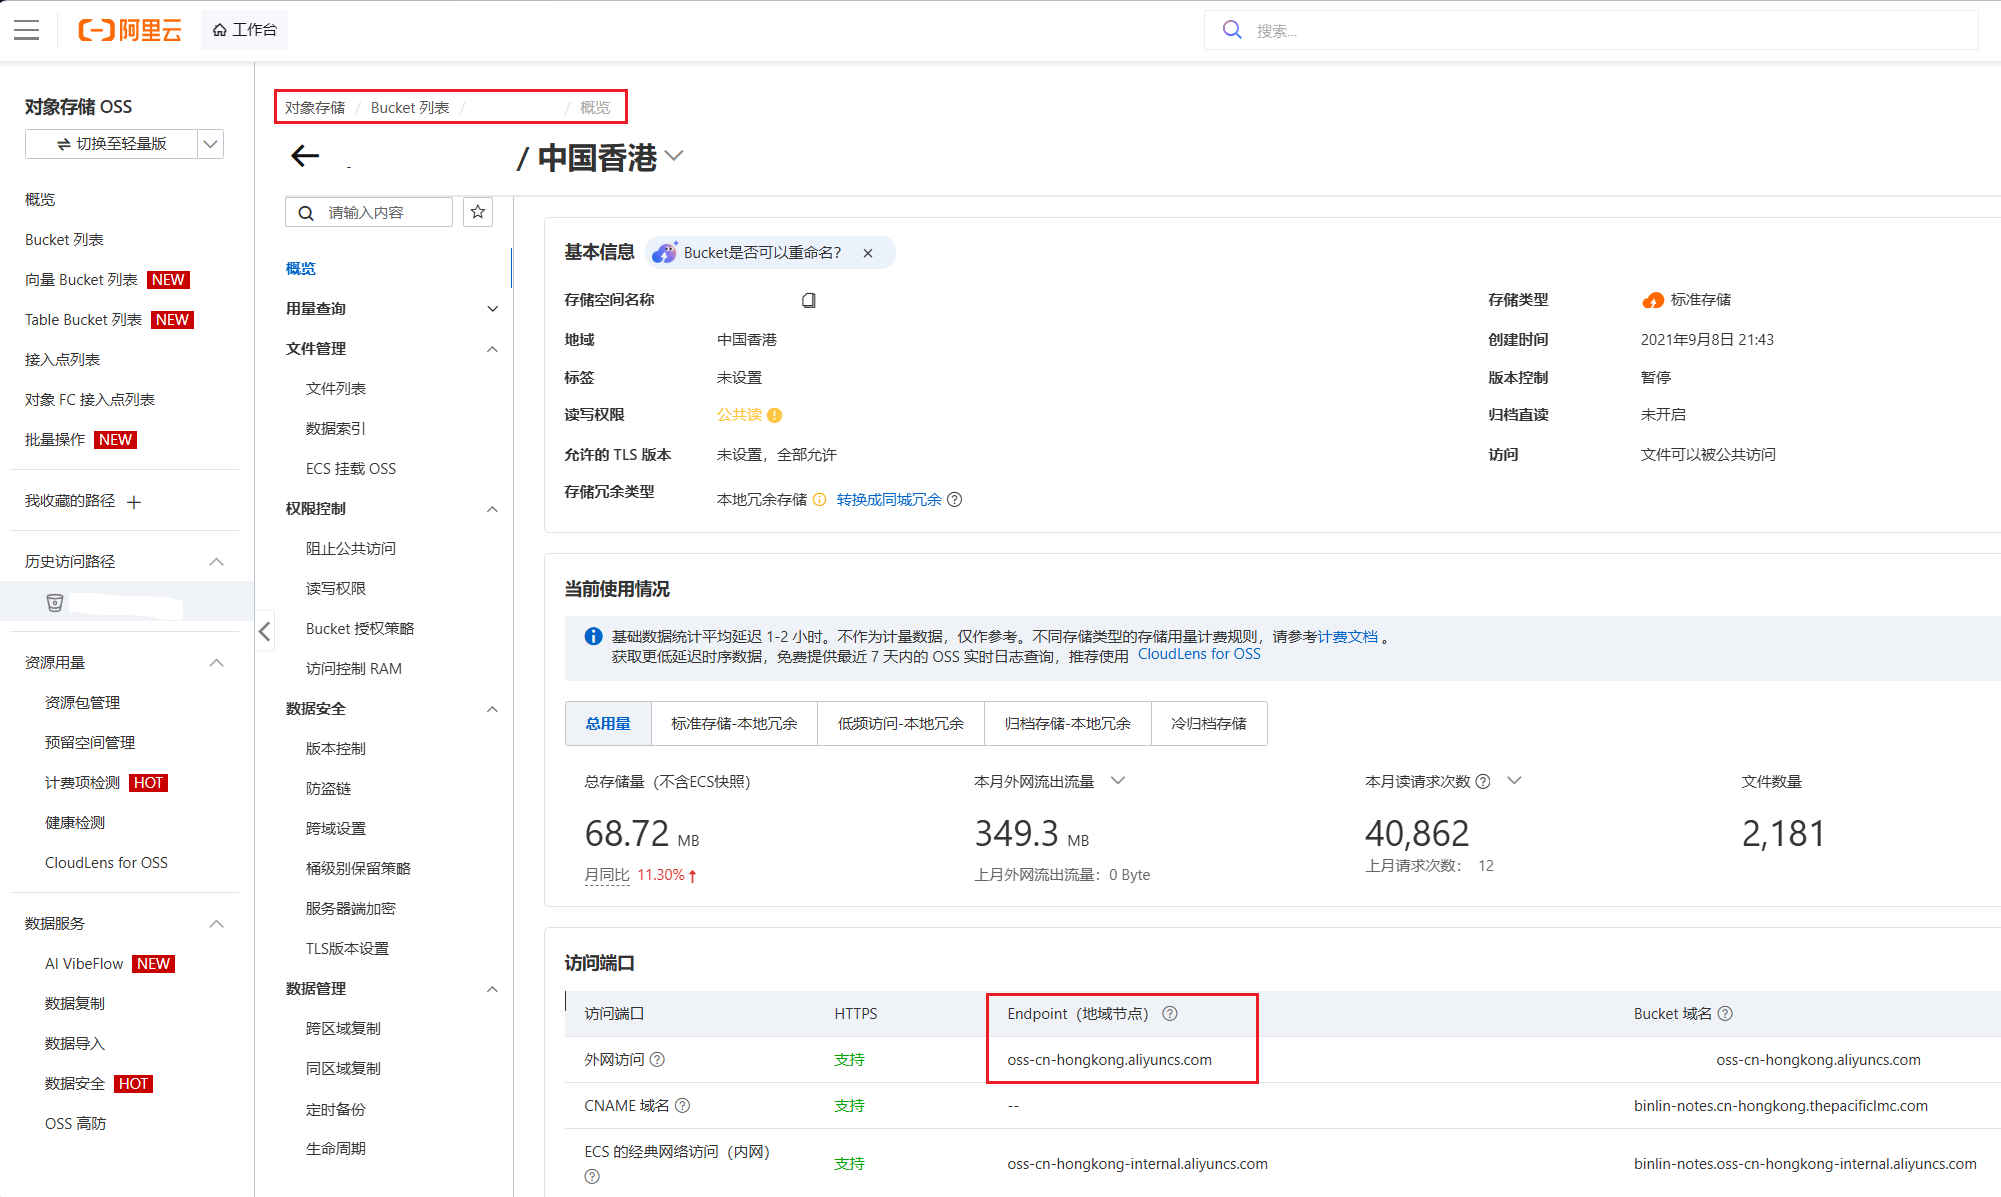 阿里云
工作台
搜索...
对象存储 OSS
切换至轻量版
概览
Bucket 列表
向量 Bucket 列表 NEW
Table Bucket 列表 NEW
接入点列表
对象 FC 接入点列表
批量操作 NEW
我收藏的路径
历史访问路径
资源用量
资源包管理
预留空间管理
计费项检测 HOT
健康检测
CloudLens for OSS
数据服务
AI VibeFlow NEW
数据复制
数据导入
数据安全 HOT
OSS 高防
对象存储 / Bucket 列表 / / 概览
/ 中国香港
请输入内容
概览
用量查询
文件管理
文件列表
数据索引
ECS 挂载 OSS
权限控制
阻止公共访问
读写权限
Bucket 授权策略
访问控制 RAM
数据安全
版本控制
防盗链
跨域设置
桶级别保留策略
服务器端加密
TLS版本设置
数据管理
跨区域复制
同区域复制
定时备份
生命周期
基本信息 Bucket是否可以重命名?
存储空间名称
存储类型 标准存储
地域 中国香港
创建时间 2021年9月8日 21:43
标签 未设置
版本控制 暂停
读写权限 公共读
归档直读 未开启
允许的 TLS 版本 未设置，全部允许
访问 文件可以被公共访问
存储冗余类型 本地冗余存储 转换成同城冗余
当前使用情况
基础数据统计平均延迟 1-2 小时。不作为计量数据，仅作参考。不同存储类型的存储用量计费规则，请参考计费文档 。
获取更低延迟时序数据，免费提供最近 7 天内的 OSS 实时日志查询，推荐使用 CloudLens for OSS
总用量 标准存储-本地冗余 低频访问-本地冗余 归档存储-本地冗余 冷归档存储
总存储量（不含ECS快照） 本月外网流出流量 本月读请求次数 文件数量
68.72 MB 349.3 MB 40,862 2,181
月同比 11.30% 上月外网流出流量：0 Byte 上月请求次数： 12
访问端口
访问端口 HTTPS Endpoint（地域节点） Bucket 域名
外网访问 支持 oss-cn-hongkong.aliyuncs.com oss-cn-hongkong.aliyuncs.com
CNAME 域名 支持 -- binlin-notes.cn-hongkong.thepacificlmc.com
ECS 的经典网络访问（内网） 支持 oss-cn-hongkong-internal.aliyuncs.com binlin-notes.oss-cn-hongkong-internal.aliyuncs.com